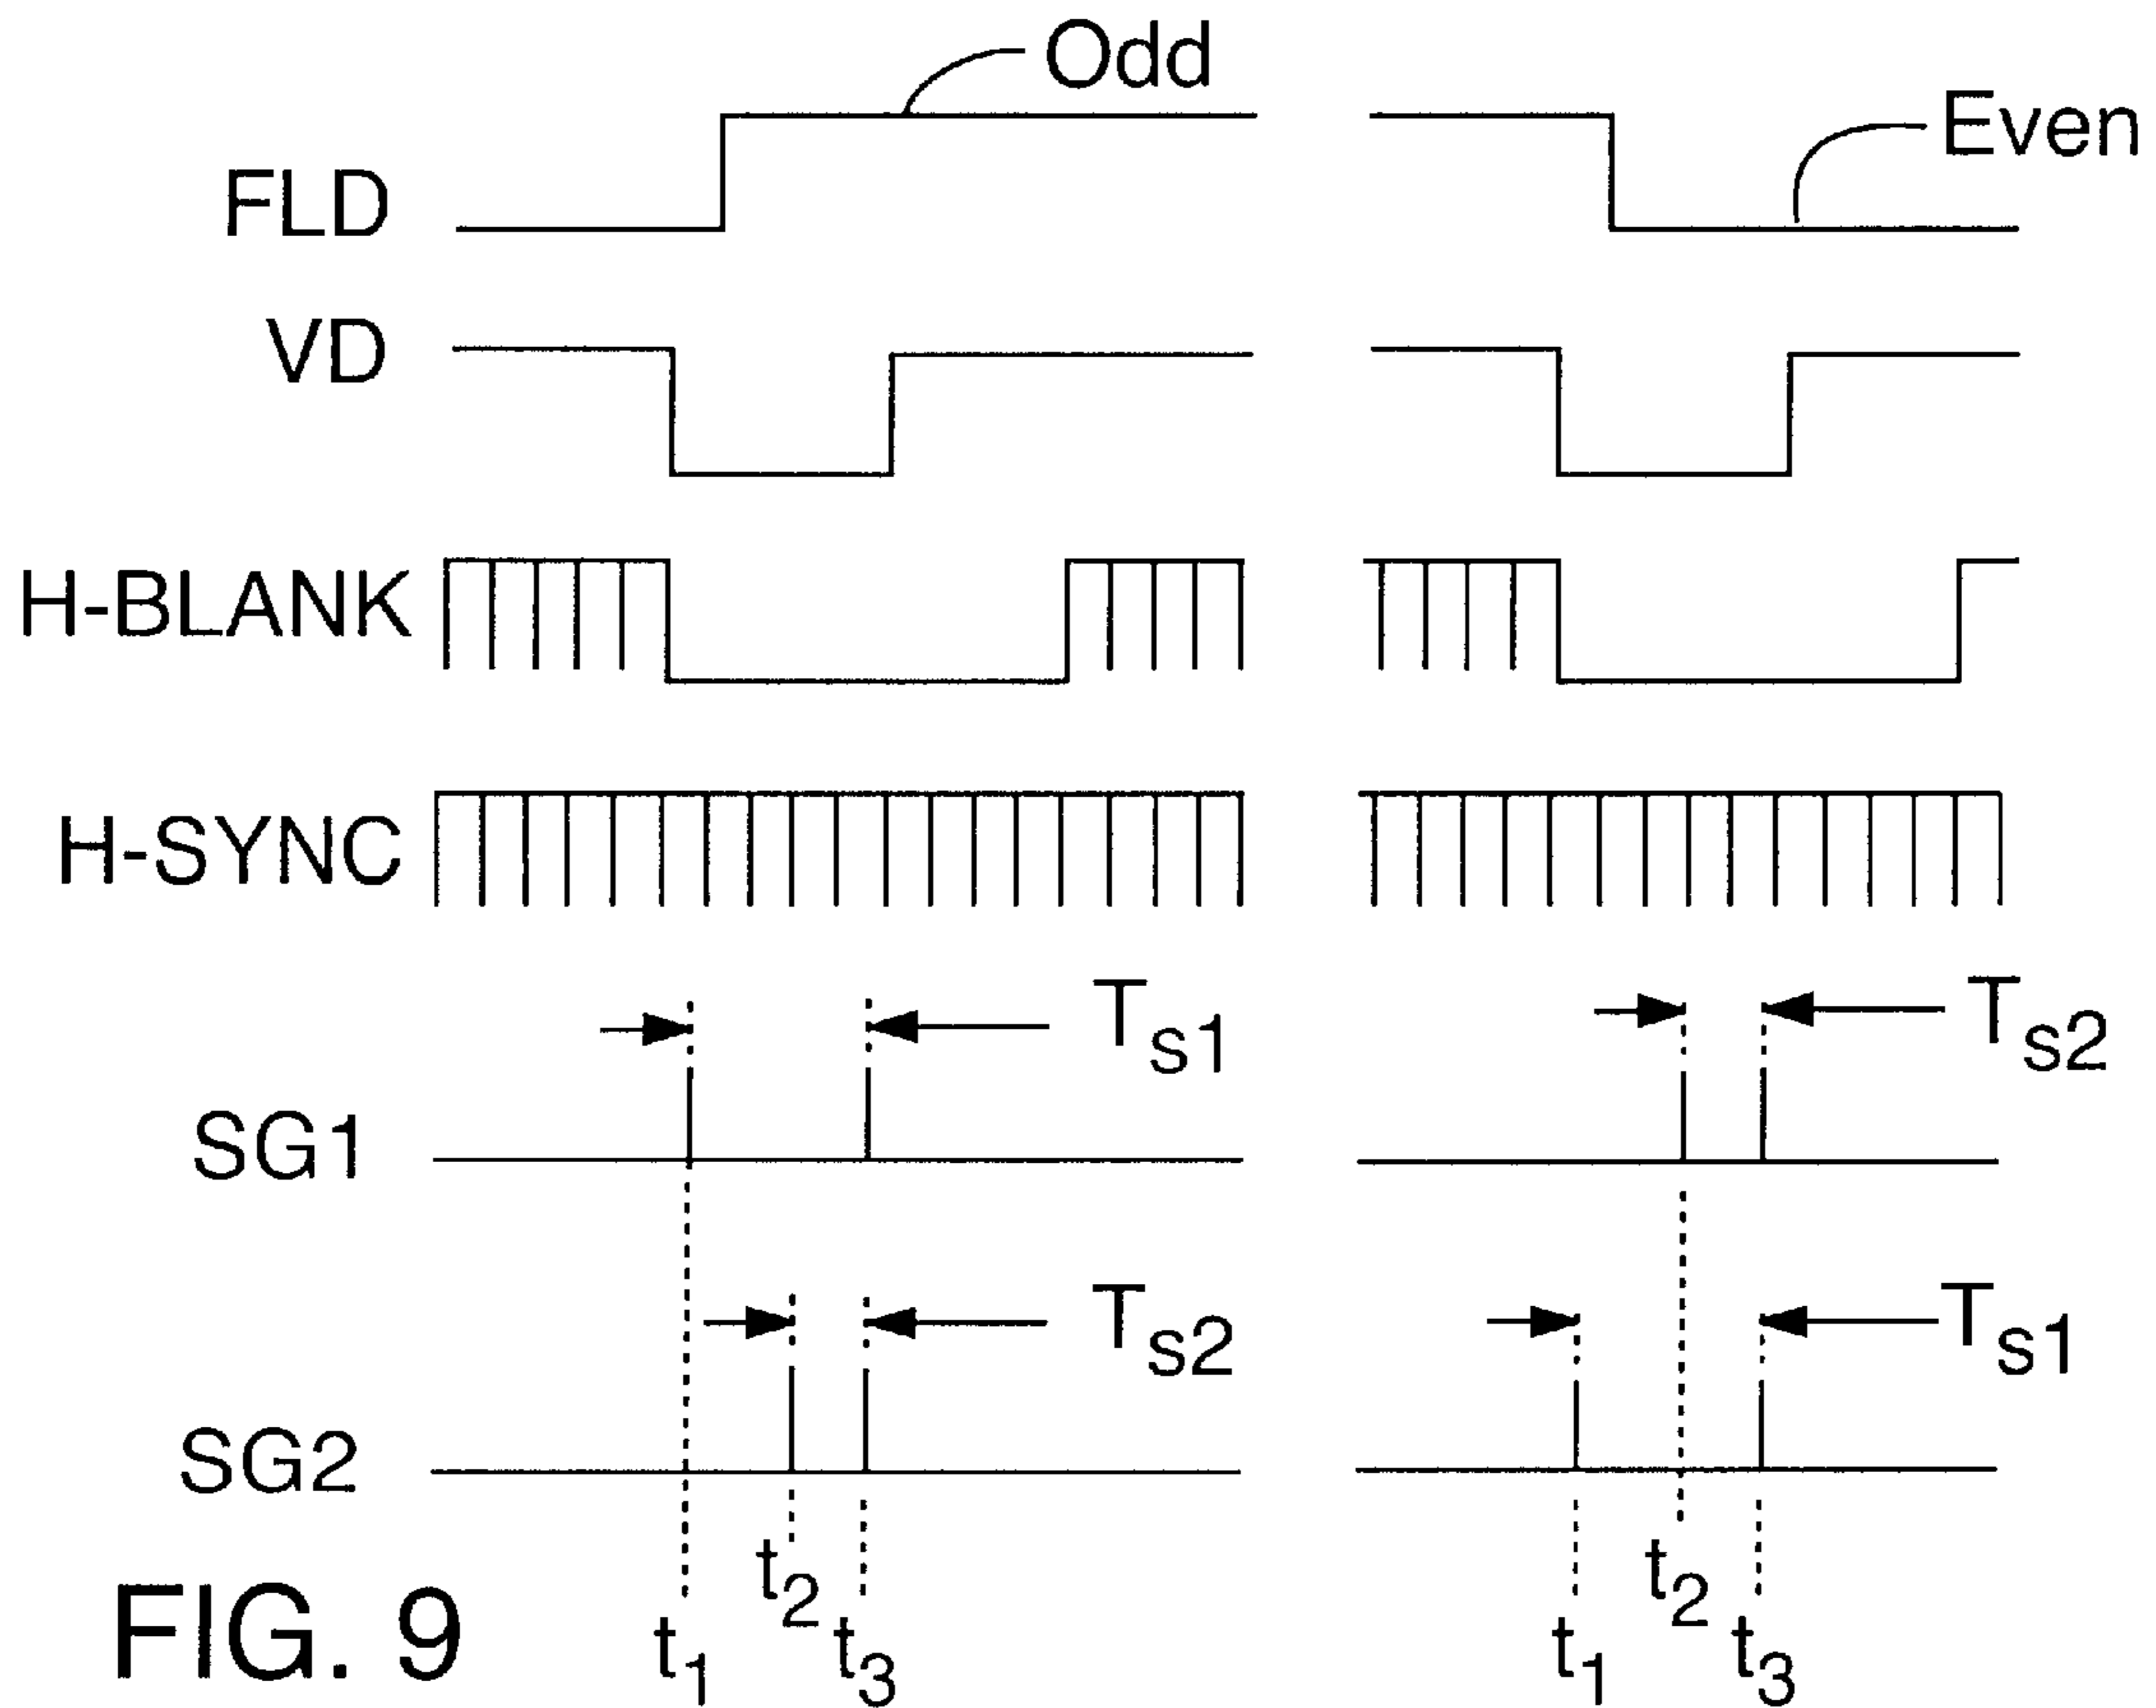 Odd
Even
FLD
VD
H-BLANK
H-SYNC
Ts1
Ts2
SG1
Ts2
Ts1
SG2
t2
t2
t1
t3
t1
t3
FIG. 9